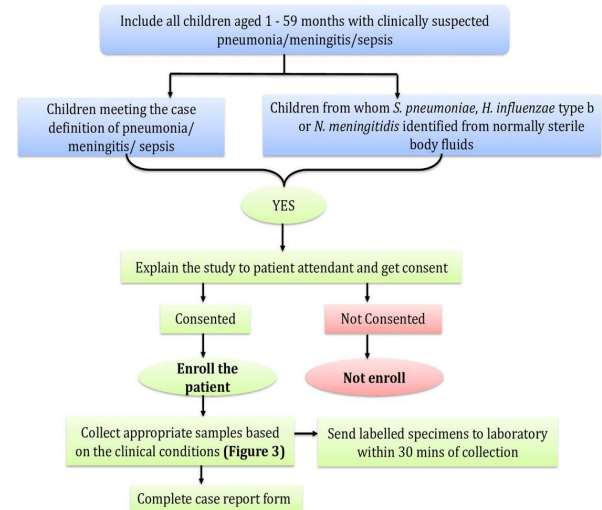 Include all children aged 1 - 59 months with clinically suspected
pneumonia/meningitis/sepsis
Children meeting the case
definition of pneumonia/
meningitis/ sepsis
Children from whom S. pneumoniae, H. influenzae type b
or N. meningitidis identified from normally sterile
body fluids
YES
Explain the study to patient attendant and get consent
Consented
Not Consented
Enroll the
patient
Not enroll
Collect appropriate samples based
on the clinical conditions (Figure 3)
Send labelled specimens to laboratory
within 30 mins of collection
Complete case report form